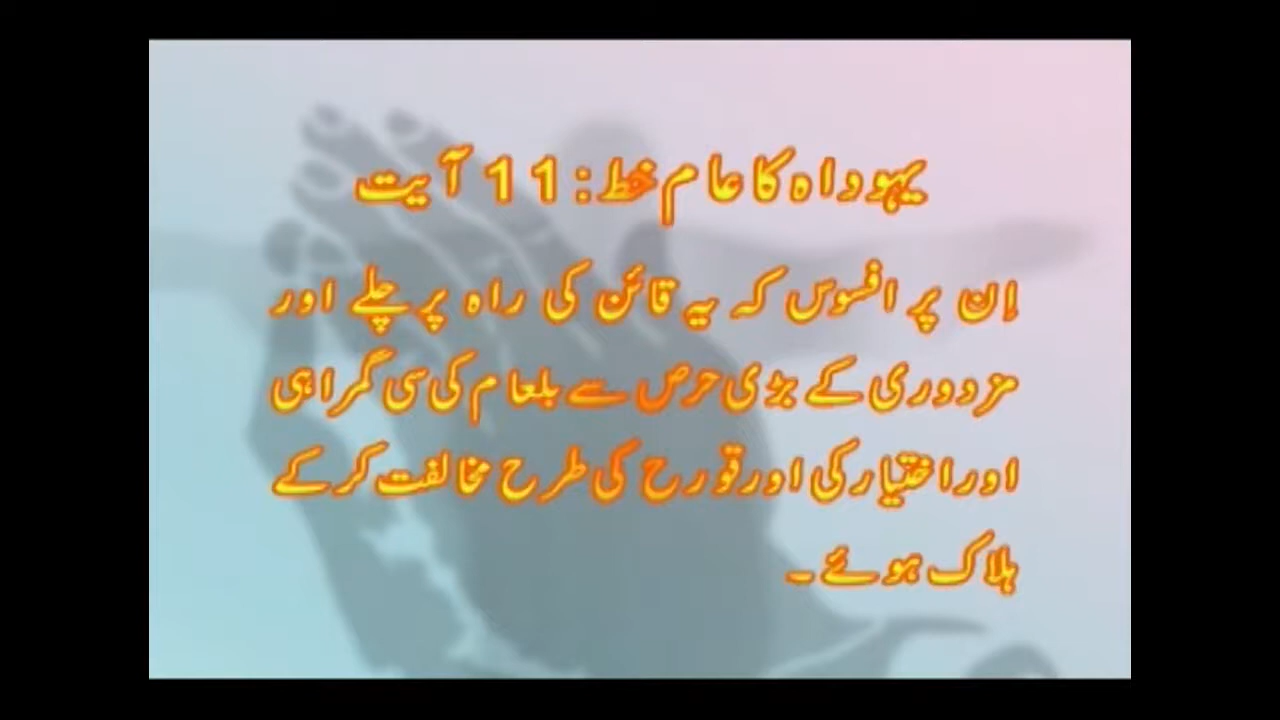 یہوداہ کا عام خط: 11 آیت
اِن پر افسوس کہ یہ قائن کی راہ پر چلے اور
مزدوری کے بڑی حرص سے بلعام کی سی گمراہی
اور اختیار کی اور قورح کی طرح مخالفت کر کے
ہلاک ہوئے۔